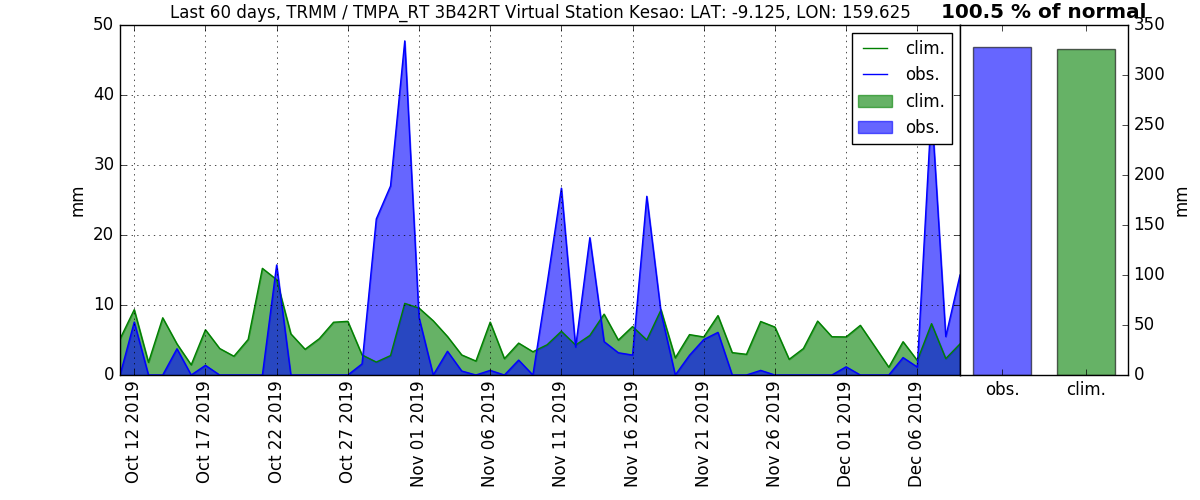 Last 60 days, TRMM / TMPA_RT 3B42RT Virtual Station Kesao: LAT: -9.125, LON: 159.625
100.5 % of normal
50
40
30
20
10
0
mm
clim.
obs.
clim.
obs.
350
300
250
200
150
100
50
0
mm
Oct 12 2019
Oct 17 2019
Oct 22 2019
Oct 27 2019
Nov 01 2019
Nov 06 2019
Nov 11 2019
Nov 16 2019
Nov 21 2019
Nov 26 2019
Dec 01 2019
Dec 06 2019
obs.
clim.